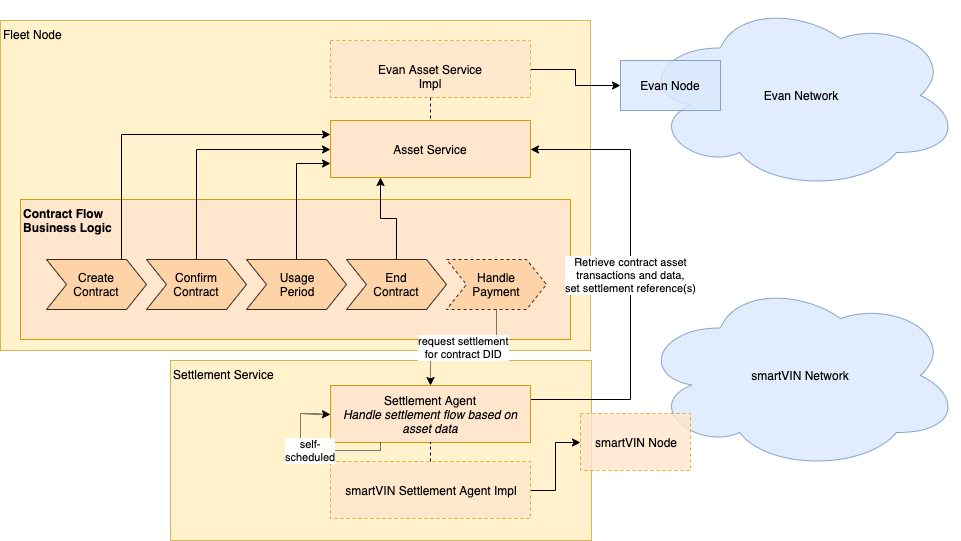 Fleet Node
Evan Asset Service
Impl
Evan Node
Evan Network
Asset Service
Contract Flow
Business Logic
Create
Contract
Confirm
Contract
Usage
Period
End
Contract
Handle
Payment
Retrieve contract asset
transactions and data,
set settlement reference(s)
request settlement
for contract DID
Settlement Service
Settlement Agent
Handle settlement flow based on
asset data
self-
scheduled
smartVIN Settlement Agent Impl
smartVIN Node
smartVIN Network